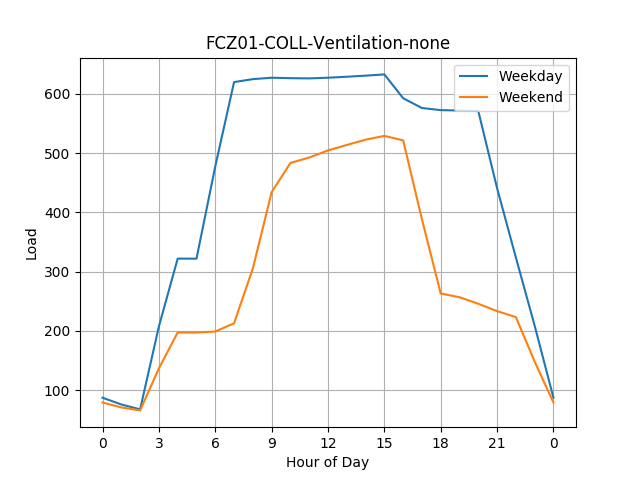 FCZ01-COLL-Ventilation-none
Weekday
Weekend
600
500
400
300
200
100
Load
0 3 6 9 12 15 18 21 0
Hour of Day